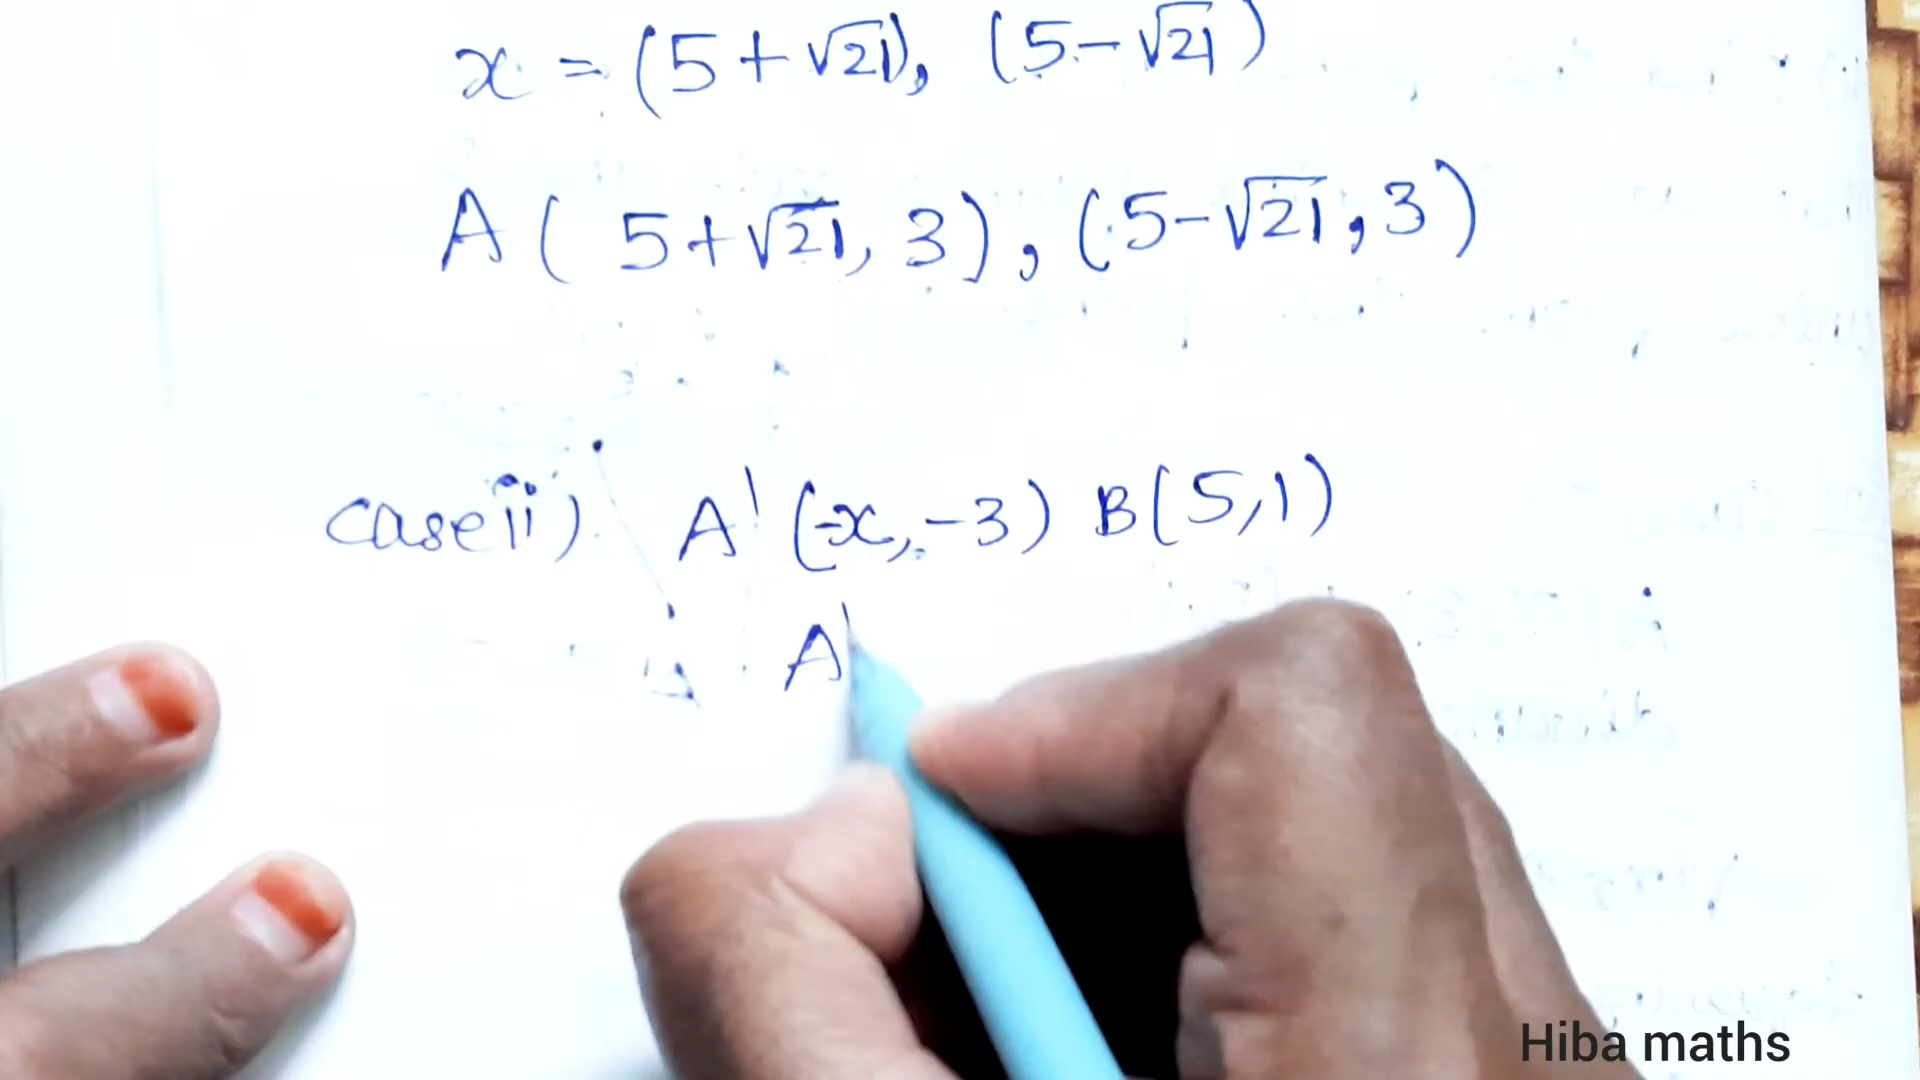 x = (5+√21), (5-√21)
A( 5+√21, 3), (5-√21, 3)
case ii) A' (-x, -3) B(5,1)
A'
Hiba maths